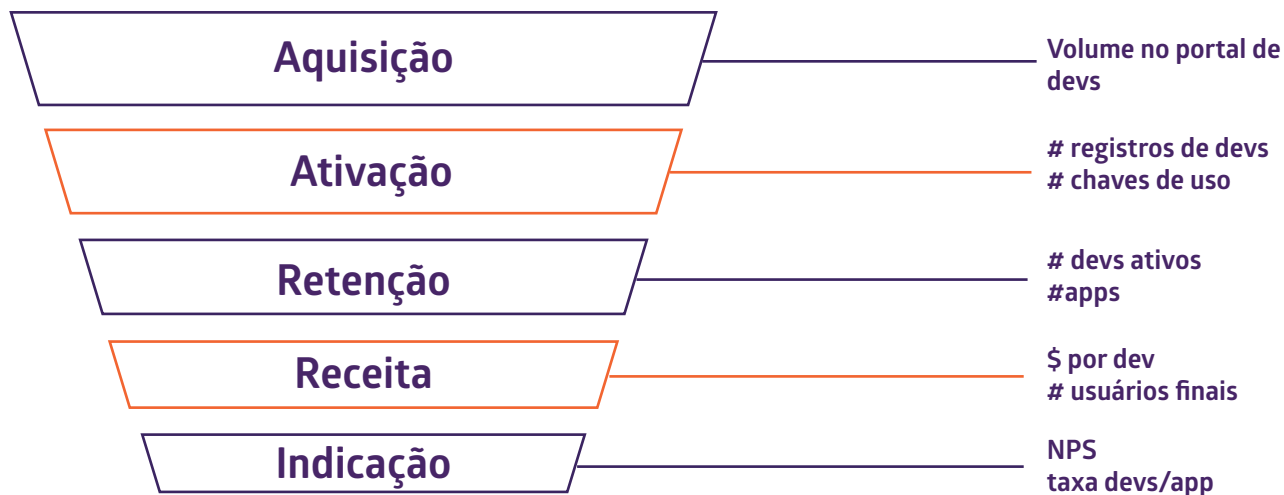 Aquisição
Volume no portal de
devs
Ativação
# registros de devs
# chaves de uso
Retenção
# devs ativos
#apps
Receita
$ por dev
# usuários finais
Indicação
NPS
taxa devs/app